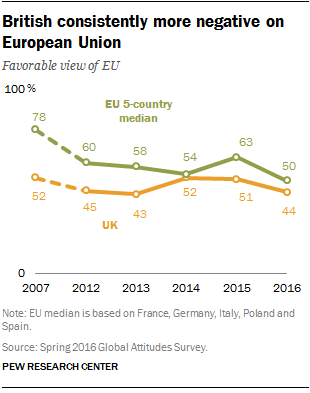 British consistently more negative on
European Union
Favorable view of EU
100 %
EU 5-country
median
78
60
58
54
63
50
52
45
43
52
51
44
UK
0
2007 2012 2013 2014 2015 2016
Note: EU median is based on France, Germany, Italy, Poland and
Spain.
Source: Spring 2016 Global Attitudes Survey.
PEW RESEARCH CENTER